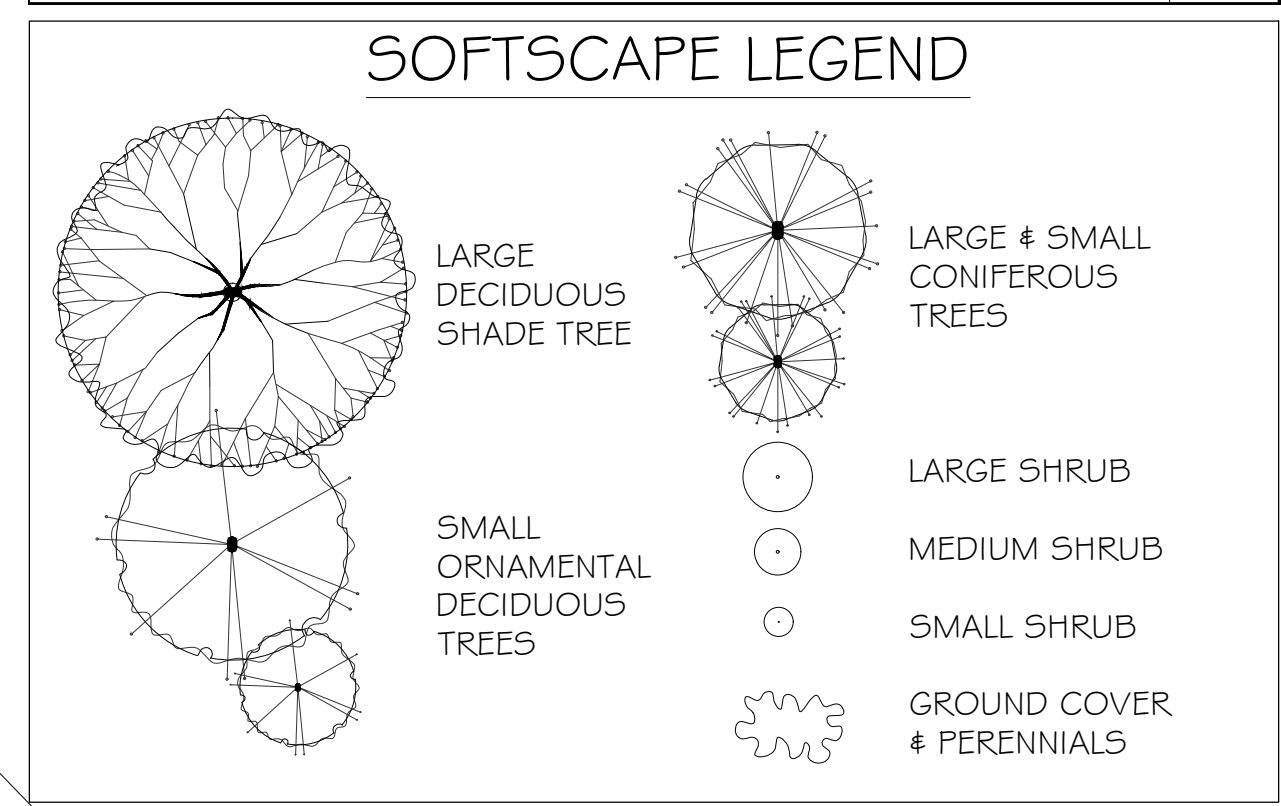 SOFTSCAPE LEGEND
LARGE
DECIDUOUS
SHADE TREE
SMALL
ORNAMENTAL
DECIDUOUS
TREES
LARGE & SMALL
CONIFEROUS
TREES
LARGE SHRUB
MEDIUM SHRUB
SMALL SHRUB
GROUND COVER
& PERENNIALS